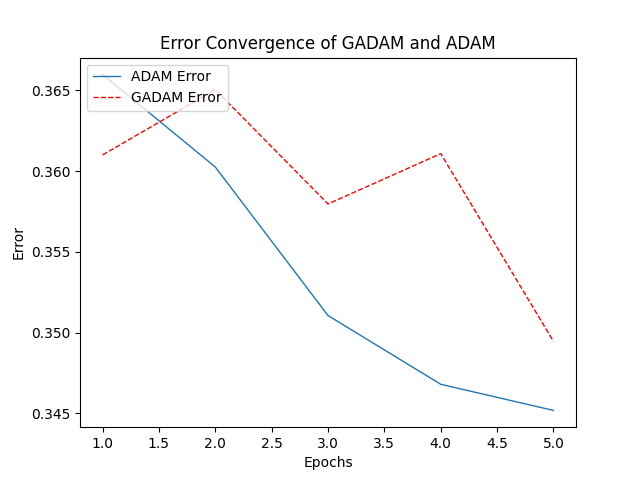 Error Convergence of GADAM and ADAM
ADAM Error
GADAM Error
0.365
0.360
0.355
0.350
0.345
Error
1.0 1.5 2.0 2.5 3.0 3.5 4.0 4.5 5.0
Epochs